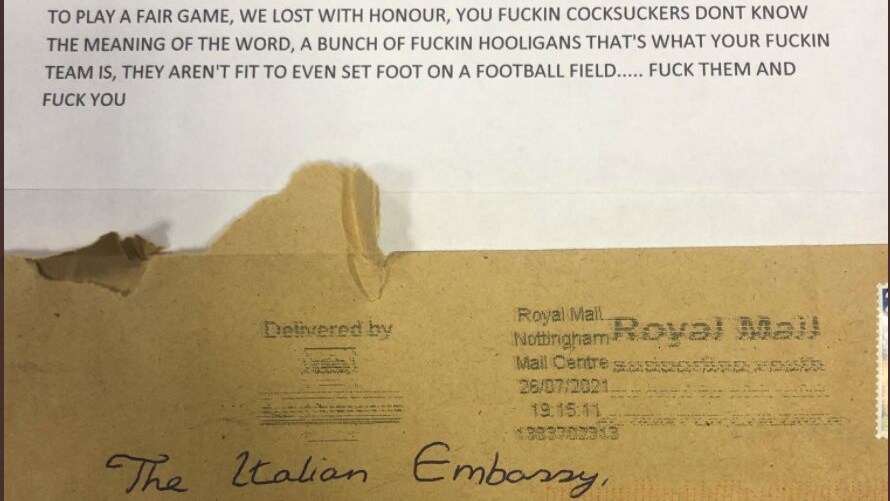 TO PLAY A FAIR GAME, WE LOST WITH HONOUR, YOU FUCKIN COCKSUCKERS DONT KNOW
THE MEANING OF THE WORD, A BUNCH OF FUCKIN HOOLIGANS THAT'S WHAT YOUR FUCKIN
TEAM IS, THEY AREN'T FIT TO EVEN SET FOOT ON A FOOTBALL FIELD..... FUCK THEM AND
FUCK YOU
Delivered by
Royal Mail
Nottingham
Mail Centre
26/07/2021
19:15:11
Royal Mail
supporting youth
The Italian Embassy,